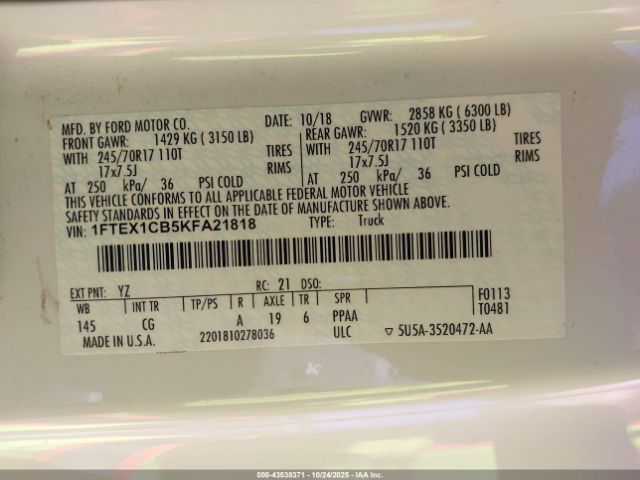 MFD. BY FORD MOTOR CO. DATE: 10/18 GVWR: 2858 KG ( 6300 LB)
FRONT GAWR: 1429 KG ( 3150 LB) REAR GAWR: 1520 KG ( 3350 LB)
WITH 245/70R17 110T TIRES WITH 245/70R17 110T TIRES
17x7.5J RIMS 17x7.5J RIMS
AT 250 kPa/ 36 PSI COLD AT 250 kPa/ 36 PSI COLD
THIS VEHICLE CONFORMS TO ALL APPLICABLE FEDERAL MOTOR VEHICLE
SAFETY STANDARDS IN EFFECT ON THE DATE OF MANUFACTURE SHOWN ABOVE.
VIN: 1FTEX1CB5KFA21818 TYPE: Truck
EXT PNT: YZ RC: 21 DSO: F0113
WB INT TR TP/PS R AXLE TR SPR T0481
145 CG A 19 6 PPAA
MADE IN U.S.A. 2201810278036 ULC ▽ 5U5A-3520472-AA
000-43538371 - 10/24/2025 - IAA, Inc.